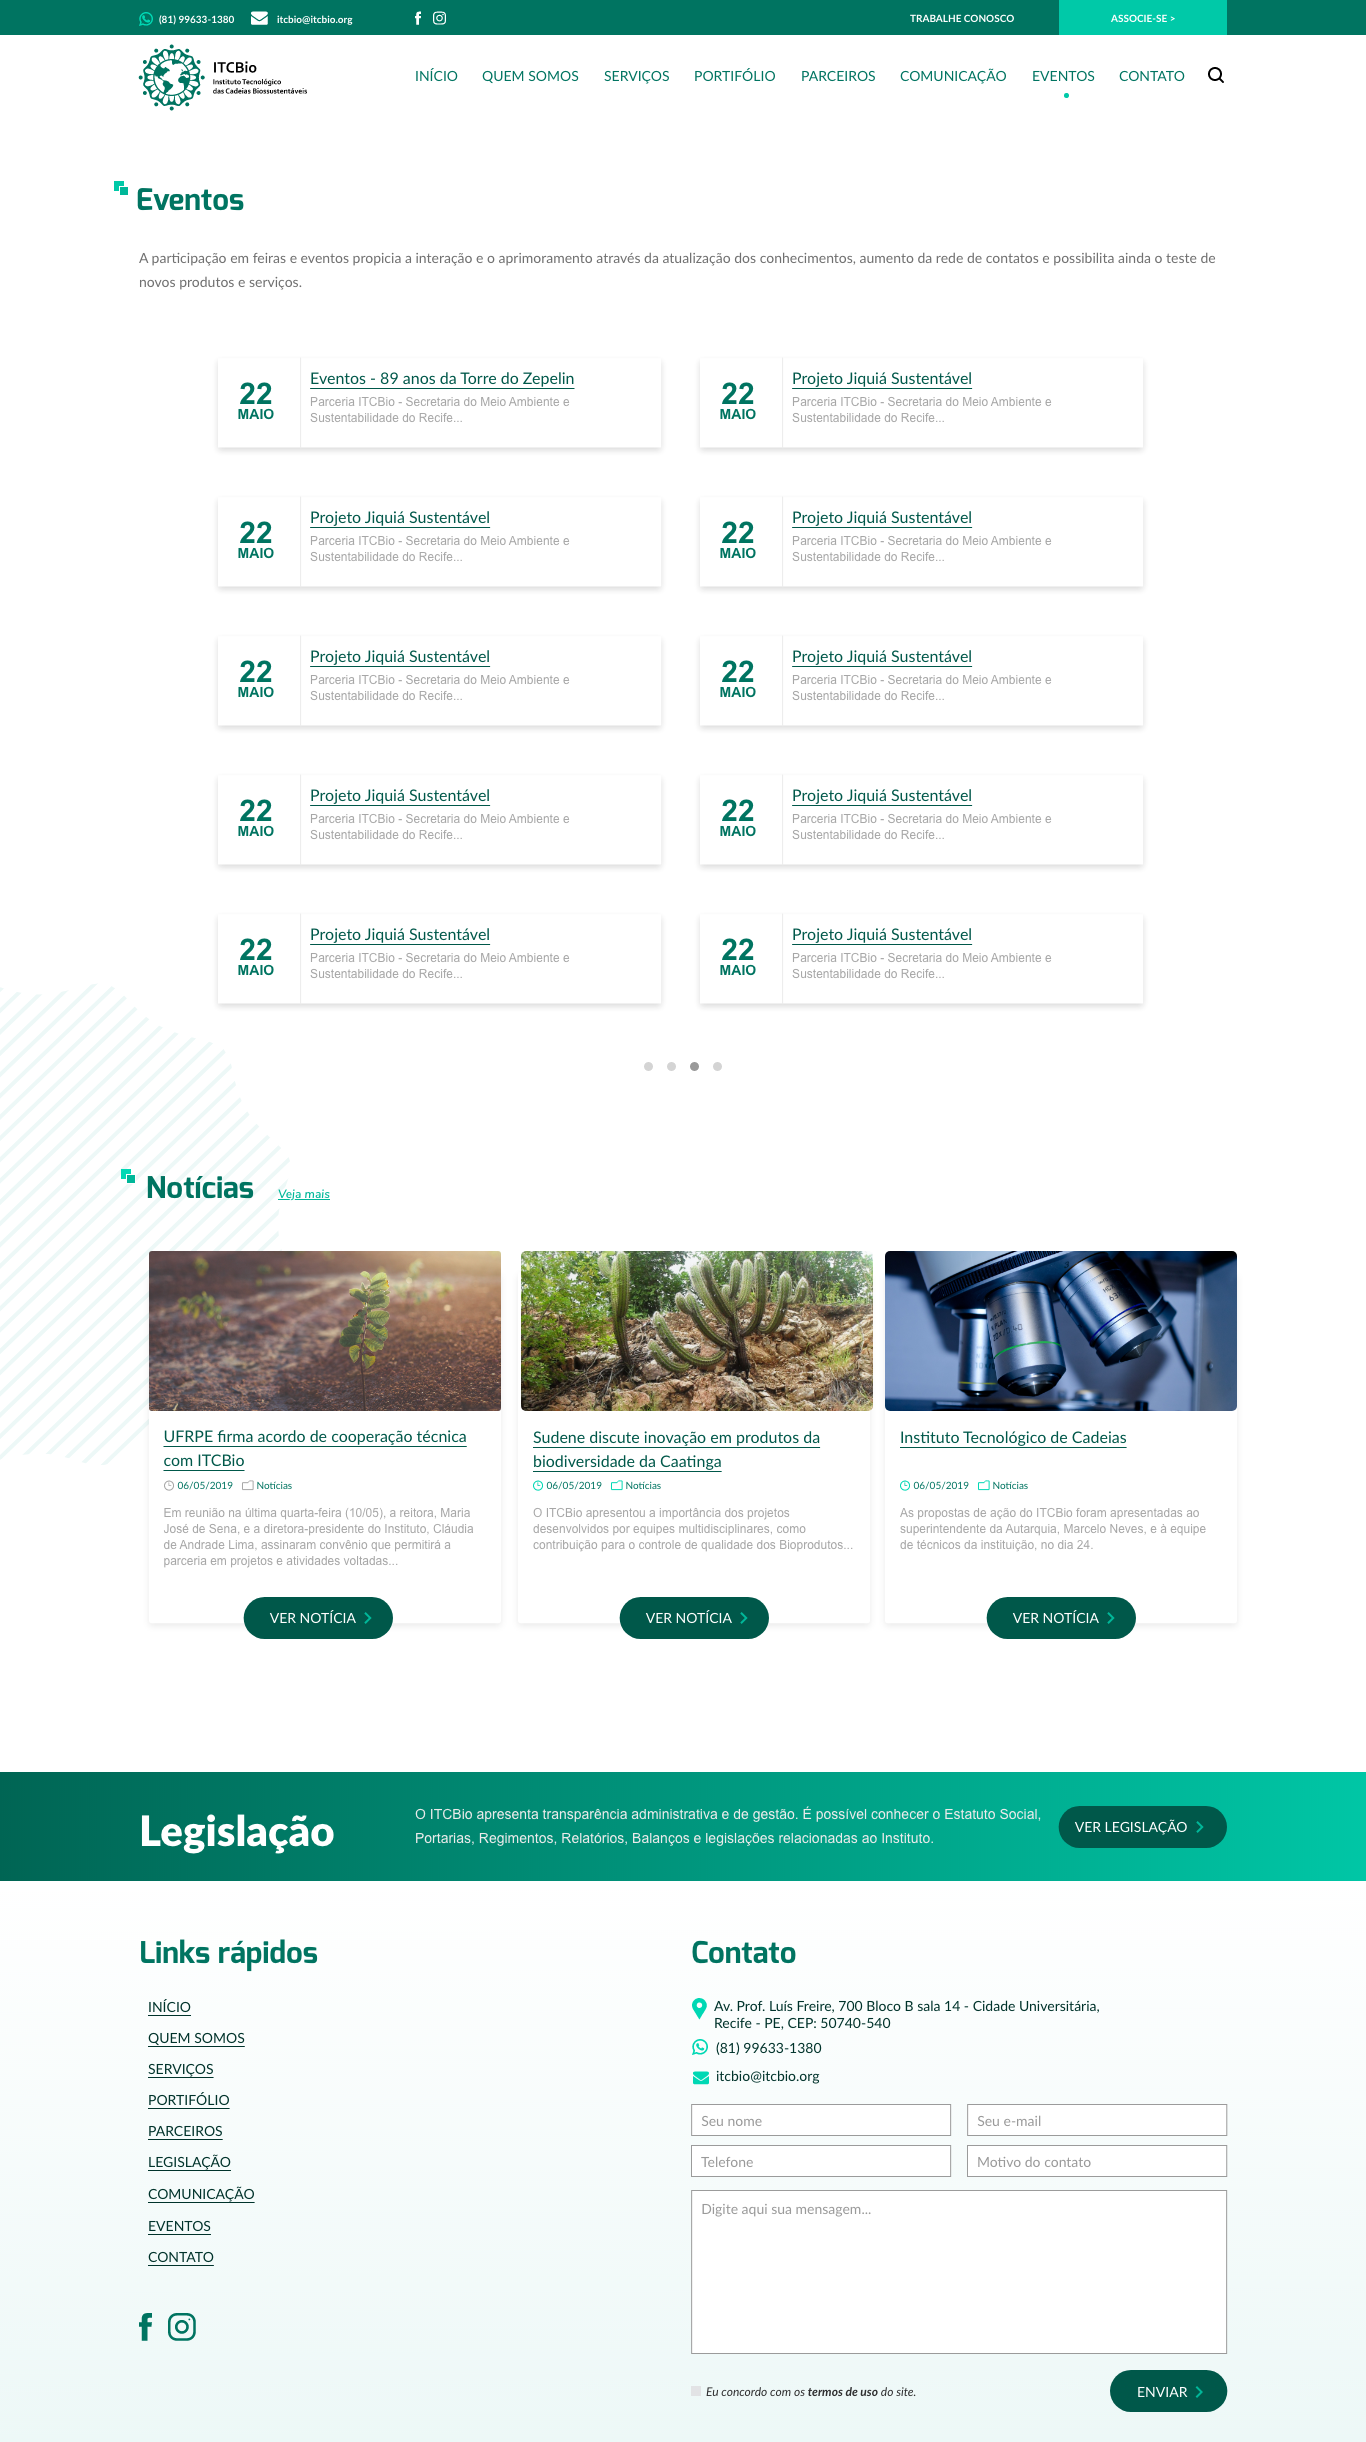 (81) 99633-1380 itcbio@itcbio.org TRABALHE CONOSCO ASSOCIE-SE >
ITCBio
Instituto Tecnológico
das Cadeias Biossustentáveis
INÍCIO QUEM SOMOS SERVIÇOS PORTIFÓLIO PARCEIROS COMUNICAÇÃO EVENTOS CONTATO
Eventos
A participação em feiras e eventos propicia a interação e o aprimoramento através da atualização dos conhecimentos, aumento da rede de contatos e possibilita ainda o teste de
novos produtos e serviços.
22
MAIO
Eventos - 89 anos da Torre do Zepelin
Parceria ITCBio - Secretaria do Meio Ambiente e
Sustentabilidade do Recife...
22
MAIO
Projeto Jiquiá Sustentável
Parceria ITCBio - Secretaria do Meio Ambiente e
Sustentabilidade do Recife...
22
MAIO
Projeto Jiquiá Sustentável
Parceria ITCBio - Secretaria do Meio Ambiente e
Sustentabilidade do Recife...
22
MAIO
Projeto Jiquiá Sustentável
Parceria ITCBio - Secretaria do Meio Ambiente e
Sustentabilidade do Recife...
22
MAIO
Projeto Jiquiá Sustentável
Parceria ITCBio - Secretaria do Meio Ambiente e
Sustentabilidade do Recife...
22
MAIO
Projeto Jiquiá Sustentável
Parceria ITCBio - Secretaria do Meio Ambiente e
Sustentabilidade do Recife...
22
MAIO
Projeto Jiquiá Sustentável
Parceria ITCBio - Secretaria do Meio Ambiente e
Sustentabilidade do Recife...
22
MAIO
Projeto Jiquiá Sustentável
Parceria ITCBio - Secretaria do Meio Ambiente e
Sustentabilidade do Recife...
22
MAIO
Projeto Jiquiá Sustentável
Parceria ITCBio - Secretaria do Meio Ambiente e
Sustentabilidade do Recife...
22
MAIO
Projeto Jiquiá Sustentável
Parceria ITCBio - Secretaria do Meio Ambiente e
Sustentabilidade do Recife...
Notícias Veja mais
UFRPE firma acordo de cooperação técnica
com ITCBio
06/05/2019 Notícias
Em reunião na última quarta-feira (10/05), a reitora, Maria
José de Sena, e a diretora-presidente do Instituto, Cláudia
de Andrade Lima, assinaram convênio que permitirá a
parceria em projetos e atividades voltadas...
VER NOTÍCIA
Sudene discute inovação em produtos da
biodiversidade da Caatinga
06/05/2019 Notícias
O ITCBio apresentou a importância dos projetos
desenvolvidos por equipes multidisciplinares, como
contribuição para o controle de qualidade dos Bioprodutos...
VER NOTÍCIA
Instituto Tecnológico de Cadeias
06/05/2019 Notícias
As propostas de ação do ITCBio foram apresentadas ao
superintendente da Autarquia, Marcelo Neves, e à equipe
de técnicos da instituição, no dia 24.
VER NOTÍCIA
Legislação
O ITCBio apresenta transparência administrativa e de gestão. É possível conhecer o Estatuto Social,
Portarias, Regimentos, Relatórios, Balanços e legislações relacionadas ao Instituto.
VER LEGISLAÇÃO
Links rápidos
INÍCIO
QUEM SOMOS
SERVIÇOS
PORTIFÓLIO
PARCEIROS
LEGISLAÇÃO
COMUNICAÇÃO
EVENTOS
CONTATO
Contato
Av. Prof. Luís Freire, 700 Bloco B sala 14 - Cidade Universitária,
Recife - PE, CEP: 50740-540
(81) 99633-1380
itcbio@itcbio.org
Seu nome Seu e-mail
Telefone Motivo do contato
Digite aqui sua mensagem...
Eu concordo com os termos de uso do site.
ENVIAR